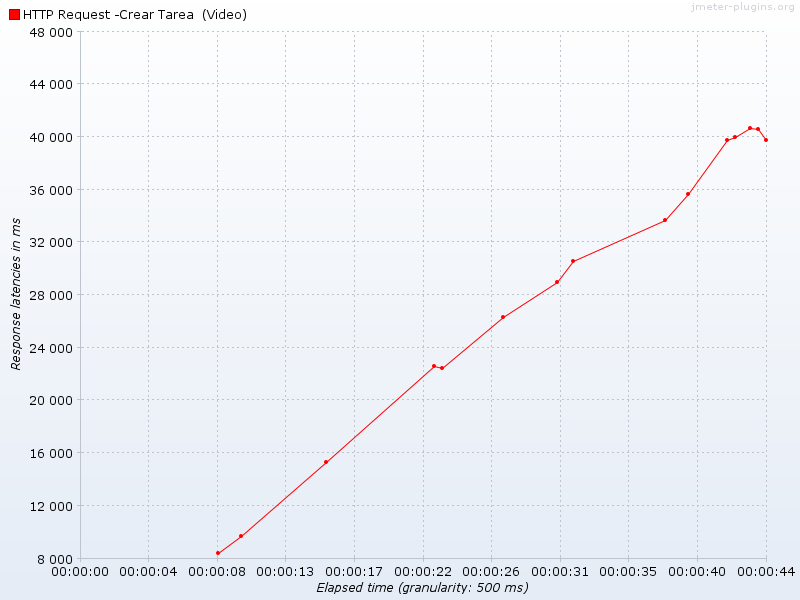 jmeter-plugins.org
HTTP Request -Crear Tarea  (Video)
48 000
44 000
40 000
36 000
32 000
28 000
24 000
20 000
16 000
12 000
8 000
Response latencies in ms
00:00:00 00:00:04 00:00:08 00:00:13 00:00:17 00:00:22 00:00:26 00:00:31 00:00:35 00:00:40 00:00:44
Elapsed time (granularity: 500 ms)